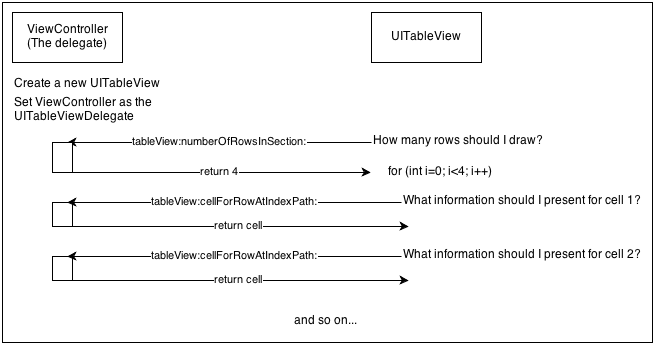 ViewController
(The delegate)
UITableView
Create a new UITableView
Set ViewController as the
UITableViewDelegate
tableView:numberOfRowsInSection:
How many rows should I draw?
return 4
for (int i=0; i<4; i++)
tableView:cellForRowAtIndexPath:
What information should I present for cell 1?
return cell
tableView:cellForRowAtIndexPath:
What information should I present for cell 2?
return cell
and so on...